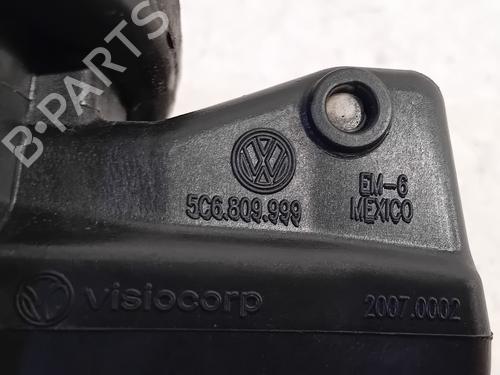 B-PARTS
5C6.809.999
EM-6
MEXICO
visiocorp
2007.0002